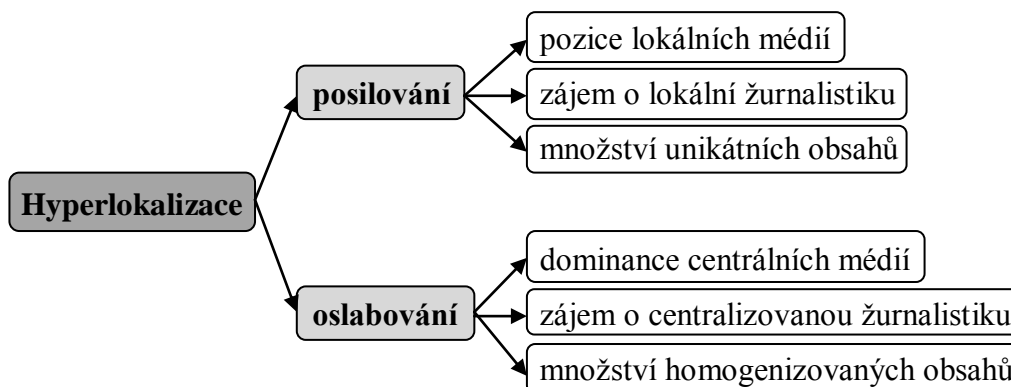 pozice lokálních médií
posilování
zájem o lokální žurnalistiku
množství unikátních obsahů
Hyperlokalizace
dominance centrálních médií
oslabování
zájem o centralizovanou žurnalistiku
množství homogenizovaných obsahů